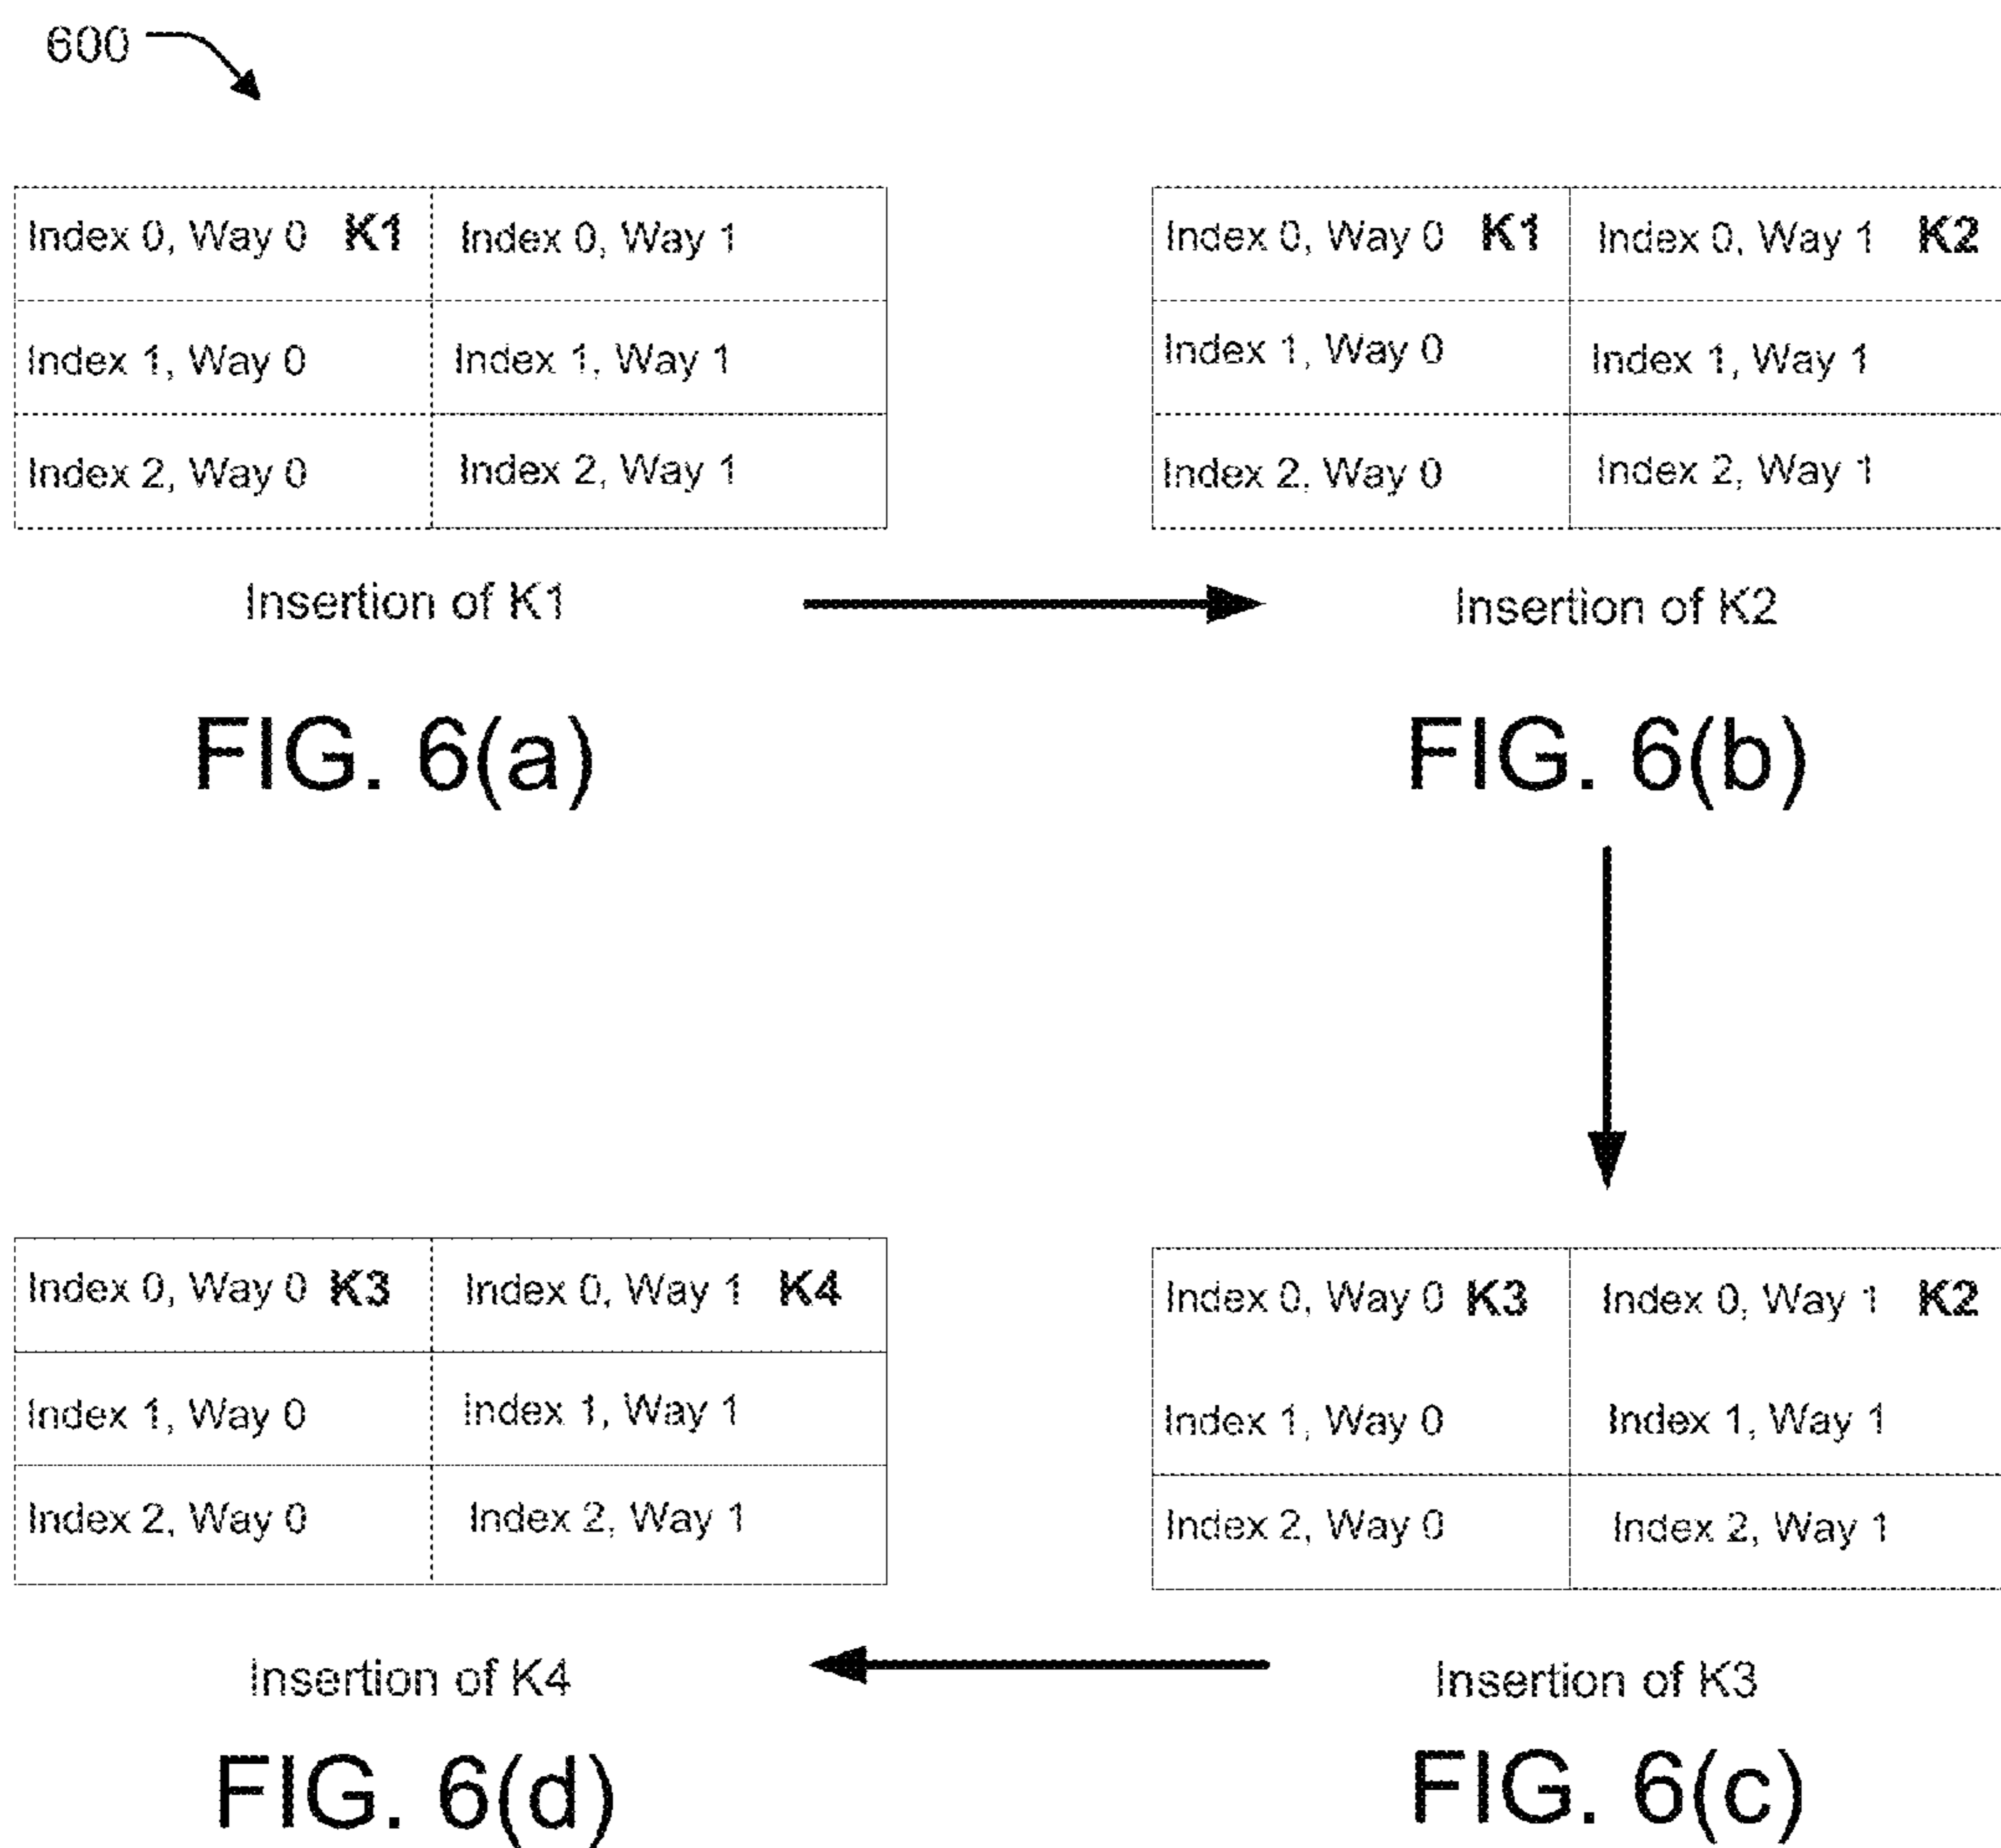 600
Index 0, Way 0 K1 Index 0, Way 1
Index 1, Way 0 Index 1, Way 1
Index 2, Way 0 Index 2, Way 1
Insertion of K1
FIG. 6(a)
Index 0, Way 0 K1 Index 0, Way 1 K2
Index 1, Way 0 Index 1, Way 1
Index 2, Way 0 Index 2, Way 1
Insertion of K2
FIG. 6(b)
Index 0, Way 0 K3 Index 0, Way 1 K4
Index 1, Way 0 Index 1, Way 1
Index 2, Way 0 Index 2, Way 1
Insertion of K4
FIG. 6(d)
Index 0, Way 0 K3 Index 0, Way 1 K2
Index 1, Way 0 Index 1, Way 1
Index 2, Way 0 Index 2, Way 1
Insertion of K3
FIG. 6(c)